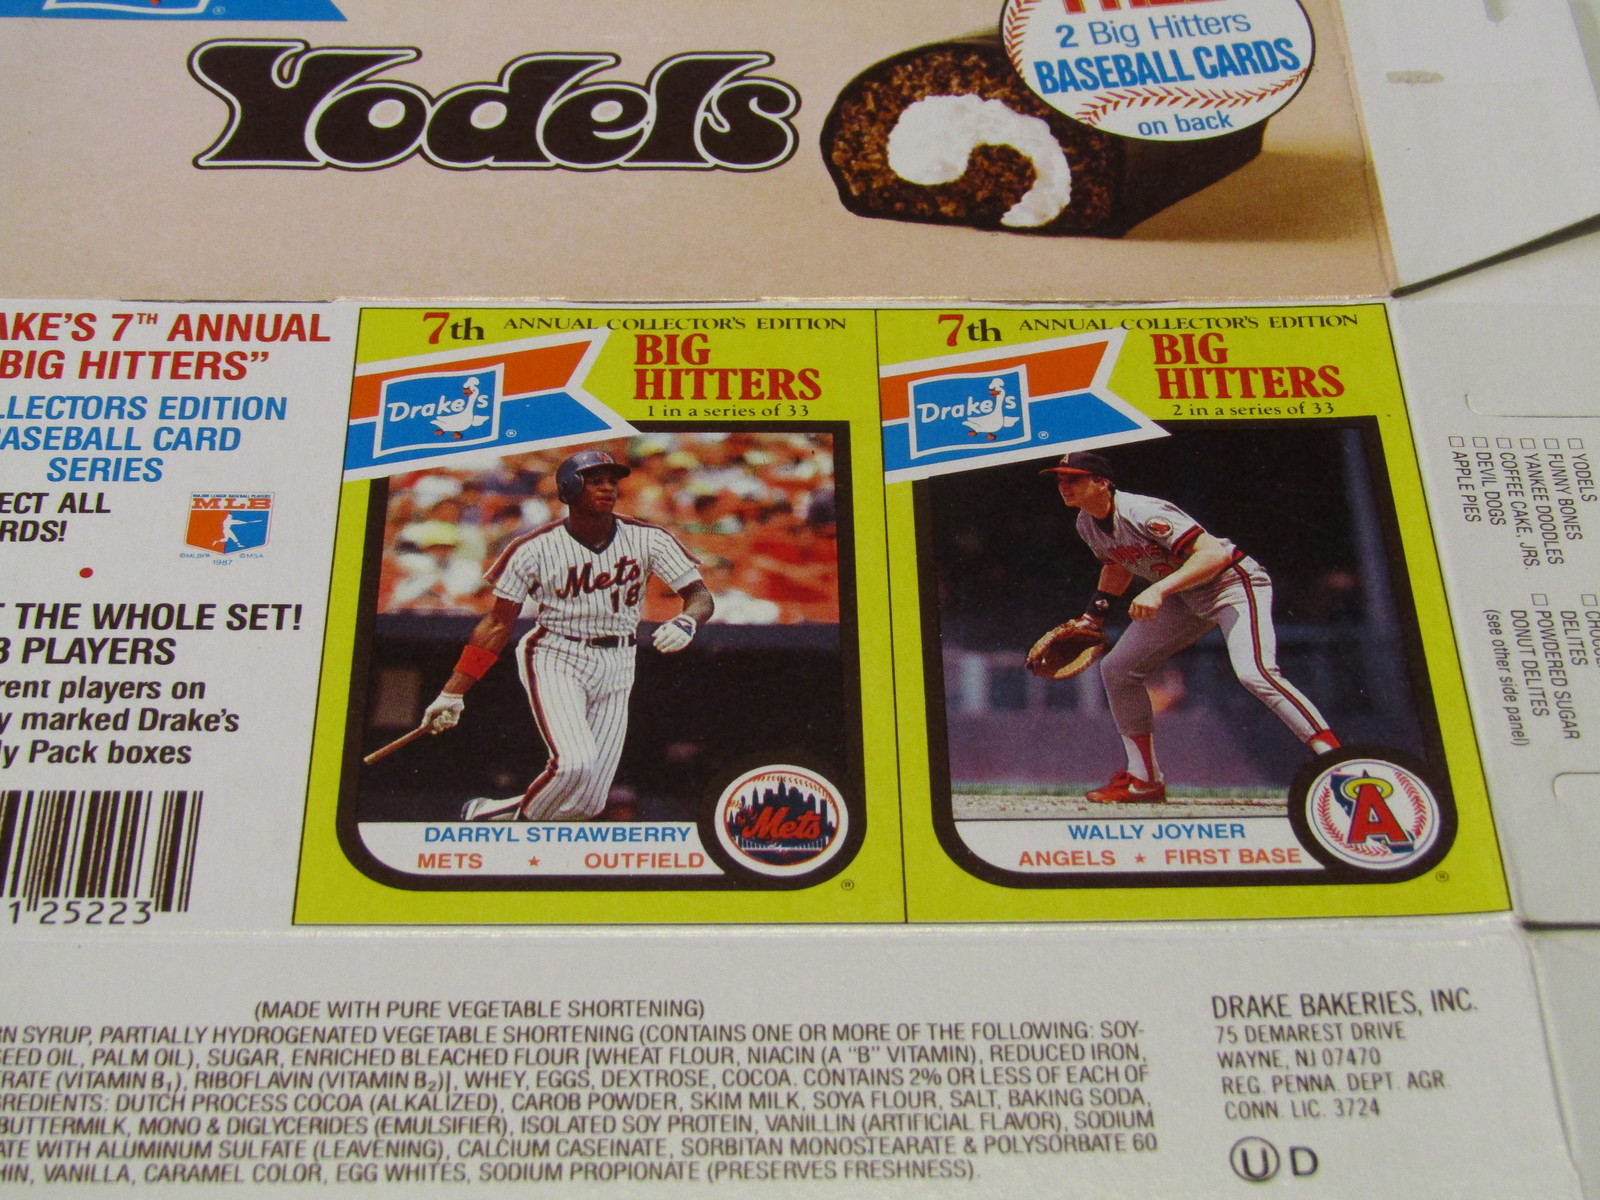 Yodels
2 Big Hitters
BASEBALL CARDS
on back
AKE'S 7TH ANNUAL
BIG HITTERS"
LLECTORS EDITION
ASEBALL CARD
SERIES
ECT ALL
RDS!
MAJOR LEAGUE BASEBALL PLAYERS
MLB
©MLBPA ©MSA
1987
T THE WHOLE SET!
3 PLAYERS
rent players on
y marked Drake's
ly Pack boxes
1 25223
7th ANNUAL COLLECTOR'S EDITION
BIG
HITTERS
1 in a series of 33
Drake's ®
Mets
18
DARRYL STRAWBERRY
METS ★ OUTFIELD
Mets
®
7th ANNUAL COLLECTOR'S EDITION
BIG
HITTERS
2 in a series of 33
Drake's ®
WALLY JOYNER
ANGELS ★ FIRST BASE
A
®
☐ YODELS
☐ FUNNY BONES
☐ YANKEE DOODLES
☐ COFFEE CAKE, JRS.
☐ DEVIL DOGS
☐ APPLE PIES
DELITES
☐ POWDERED SUGAR
DONUT DELITES
(see other side panel)
(MADE WITH PURE VEGETABLE SHORTENING)
RN SYRUP, PARTIALLY HYDROGENATED VEGETABLE SHORTENING (CONTAINS ONE OR MORE OF THE FOLLOWING: SOY-
SEED OIL, PALM OIL), SUGAR, ENRICHED BLEACHED FLOUR [WHEAT FLOUR, NIACIN (A "B" VITAMIN), REDUCED IRON,
RATE (VITAMIN B1), RIBOFLAVIN (VITAMIN B2)], WHEY, EGGS, DEXTROSE, COCOA. CONTAINS 2% OR LESS OF EACH OF
GREDIENTS: DUTCH PROCESS COCOA (ALKALIZED), CAROB POWDER, SKIM MILK, SOYA FLOUR, SALT, BAKING SODA,
BUTTERMILK, MONO & DIGLYCERIDES (EMULSIFIER), ISOLATED SOY PROTEIN, VANILLIN (ARTIFICIAL FLAVOR), SODIUM
ATE WITH ALUMINUM SULFATE (LEAVENING), CALCIUM CASEINATE, SORBITAN MONOSTEARATE & POLYSORBATE 60
HIN, VANILLA, CARAMEL COLOR, EGG WHITES, SODIUM PROPIONATE (PRESERVES FRESHNESS).
DRAKE BAKERIES, INC.
75 DEMAREST DRIVE
WAYNE, NJ 07470
REG. PENNA. DEPT. AGR.
CONN. LIC. 3724
U D